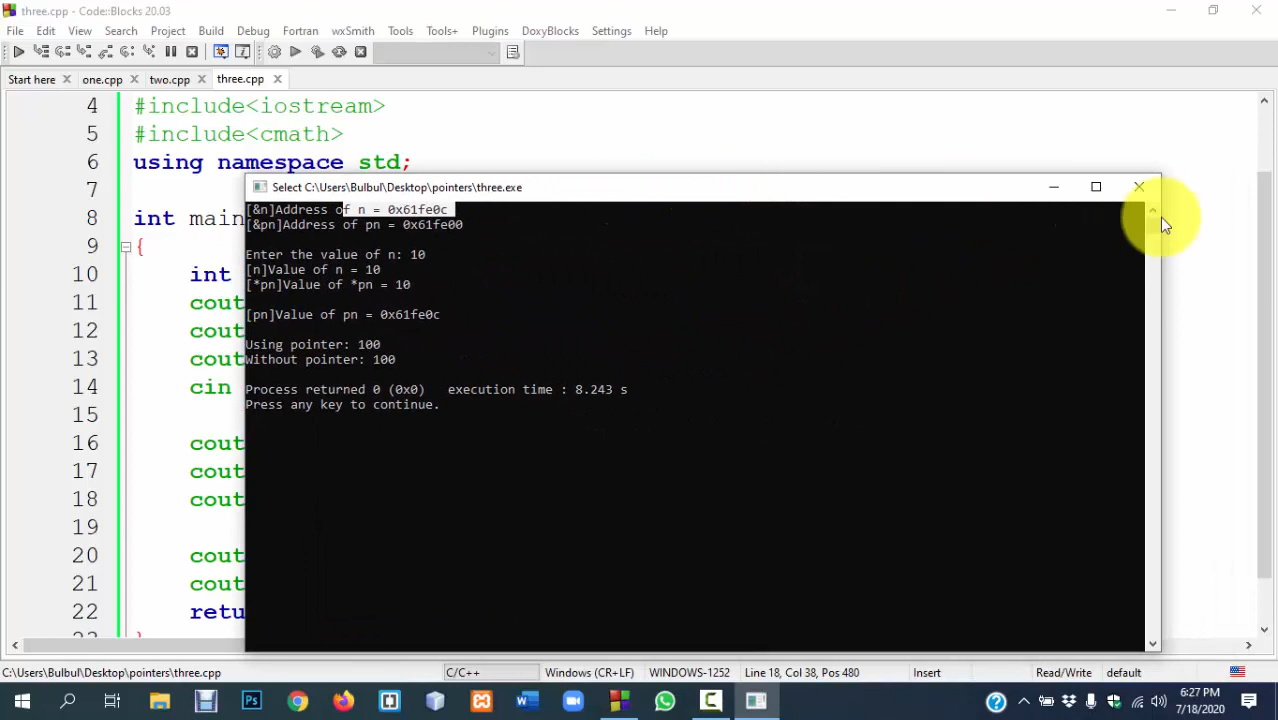 three.cpp - Code::Blocks 20.03
File Edit View Search Project Build Debug Fortran wxSmith Tools Tools+ Plugins DoxyBlocks Settings Help
Start here one.cpp two.cpp three.cpp
4 #include<iostream>
5 #include<cmath>
6 using namespace std;
7
8 int main
9 {
10 int
11 cout
12 cout
13 cout
14 cin
15
16 cout
17 cout
18 cout
19
20 cout
21 cout
22 retu
Select C:\Users\Bulbul\Desktop\pointers\three.exe
[&n]Address of n = 0x61fe0c
[&pn]Address of pn = 0x61fe00
Enter the value of n: 10
[n]Value of n = 10
[*pn]Value of *pn = 10
[pn]Value of pn = 0x61fe0c
Using pointer: 100
Without pointer: 100
Process returned 0 (0x0) execution time : 8.243 s
Press any key to continue.
C:\Users\Bulbul\Desktop\pointers\three.cpp C/C++ Windows (CR+LF) WINDOWS-1252 Line 18, Col 38, Pos 480 Insert Read/Write default
6:27 PM
7/18/2020